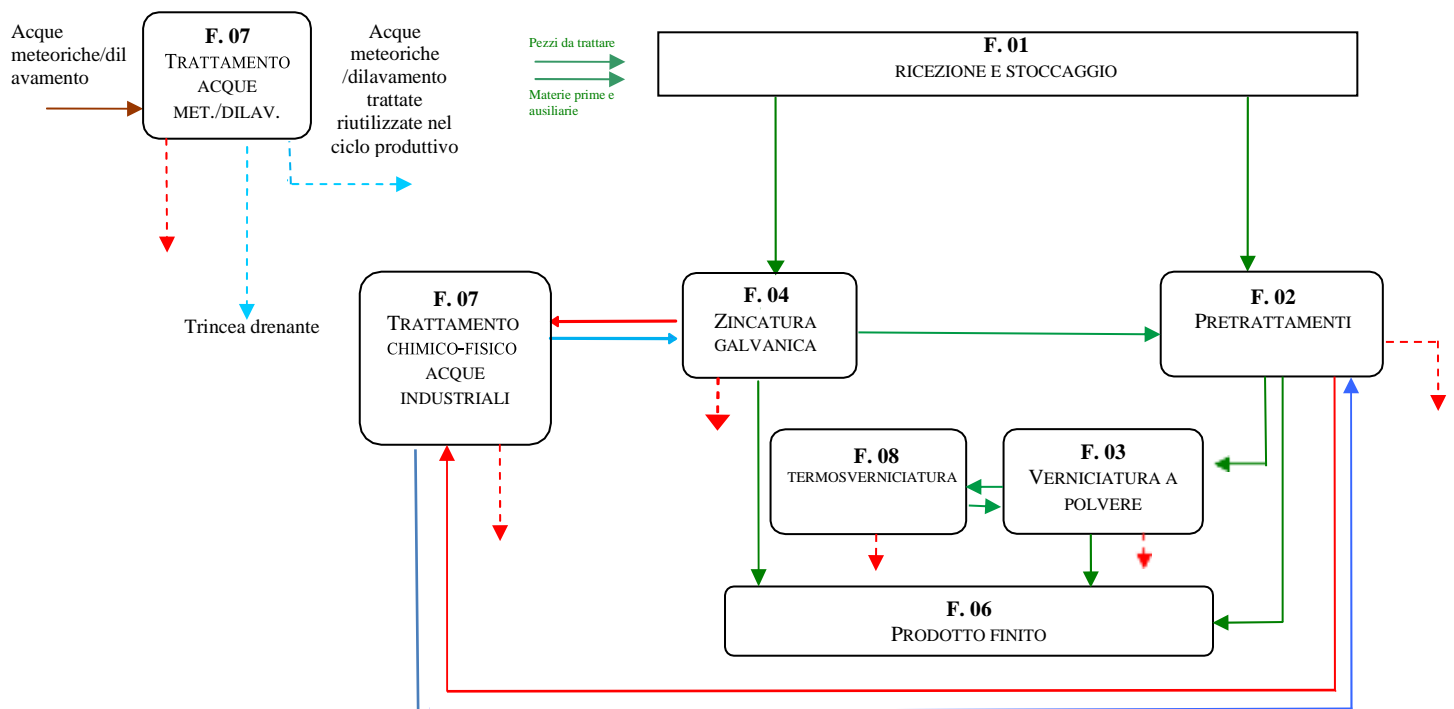 Acque
meteoriche/dil
avamento
F. 07
TRATTAMENTO
ACQUE
MET./DILAV.
Acque
meteoriche
/dilavamento
trattate
riutilizzate nel
ciclo produttivo
Pezzi da trattare
Materie prime e
ausiliarie
F. 01
RICEZIONE E STOCCAGGIO
Trincea drenante
F. 07
TRATTAMENTO
CHIMICO-FISICO
ACQUE
INDUSTRIALI
F. 04
ZINCATURA
GALVANICA
F. 02
PRETRATTAMENTI
F. 08
TERMOSVERNICIATURA
F. 03
VERNICIATURA A
POLVERE
F. 06
PRODOTTO FINITO